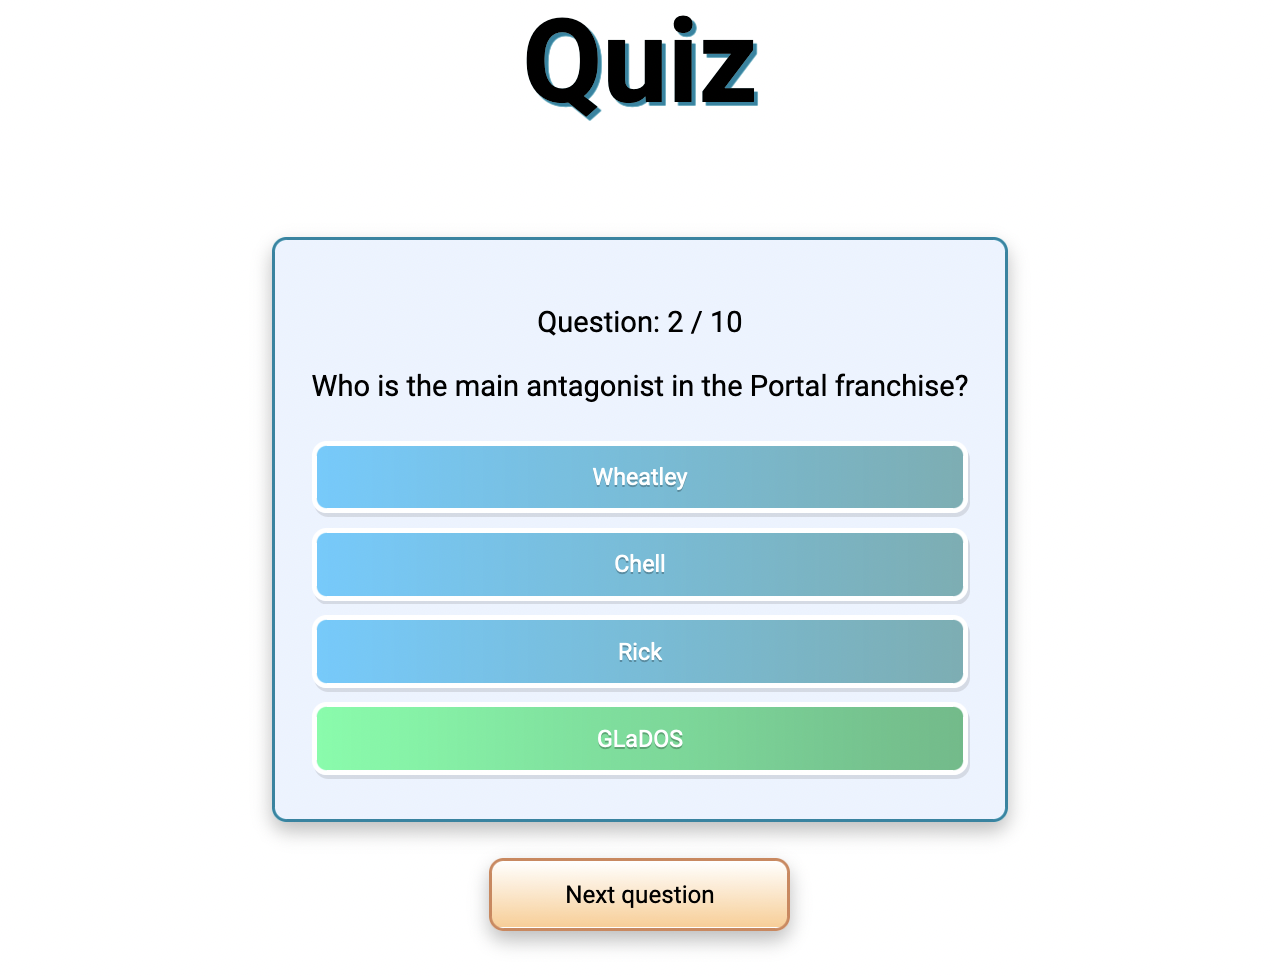 Quiz
Question: 2 / 10
Who is the main antagonist in the Portal franchise?
Wheatley
Chell
Rick
GLaDOS
Next question